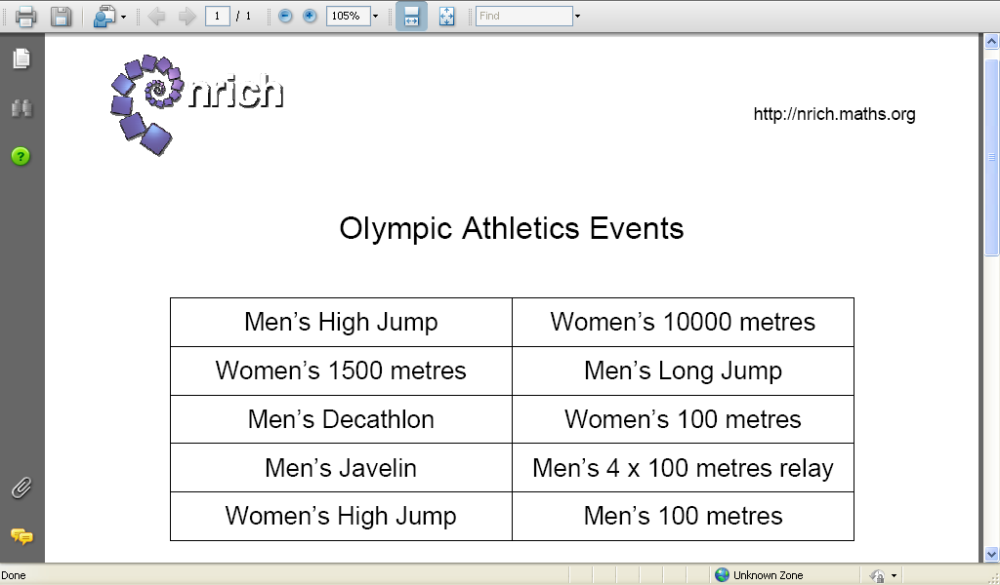 1 / 1 105% Find
nrich
http://nrich.maths.org
Olympic Athletics Events
Men's High Jump Women's 10000 metres
Women's 1500 metres Men's Long Jump
Men's Decathlon Women's 100 metres
Men's Javelin Men's 4 x 100 metres relay
Women's High Jump Men's 100 metres
Done Unknown Zone